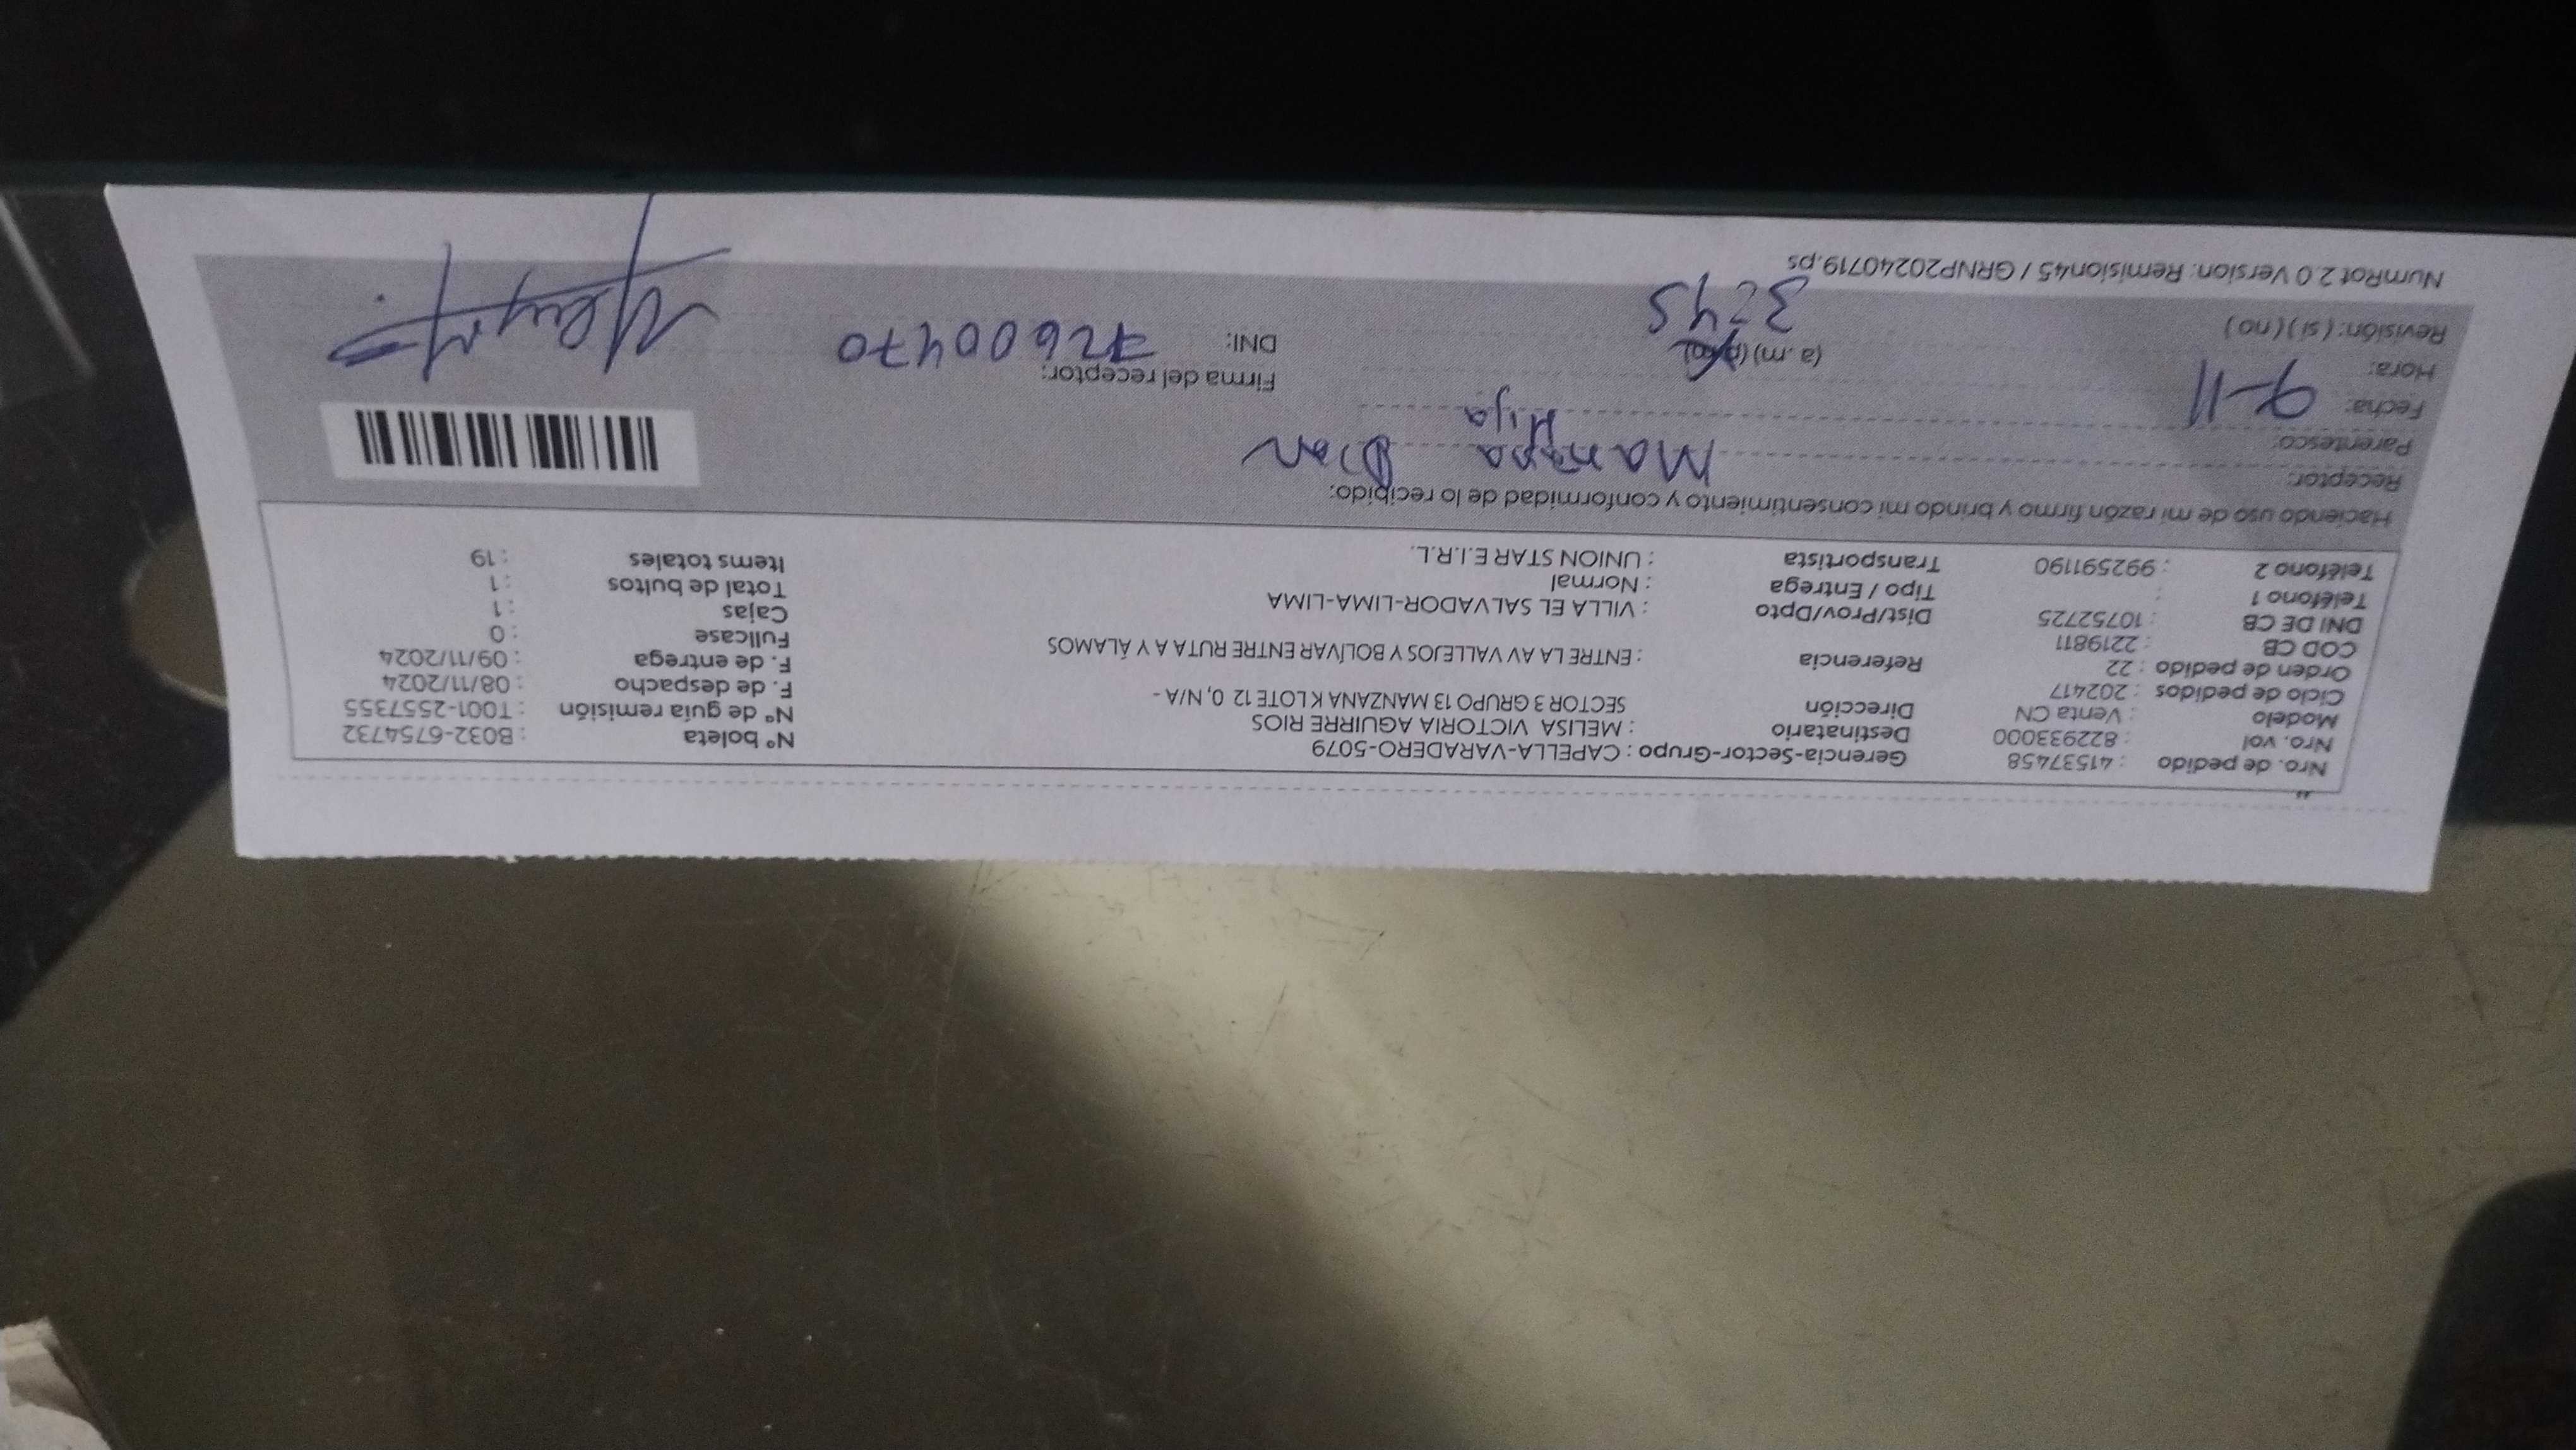 Nro. de pedido : 41537458 Gerencia-Sector-Grupo : CAPELLA-VARADERO-5079 Nº boleta : B032-6754732
Nro. vol : 822933000 Destinatario : MELISA VICTORIA AGUIRRE RIOS Nº de guía remisión : T001-2557355
Modelo : Venta CN Dirección SECTOR 3 GRUPO 13 MANZANA K LOTE 12 0, N/A - F. de despacho : 08/11/2024
Ciclo de pedidos : 202417 Referencia : ENTRE LA AV VALLEJOS Y BOLÍVAR ENTRE RUTA A Y ÁLAMOS F. de entrega : 09/11/2024
Orden de pedido : 22 Dist/Prov/Dpto : VILLA EL SALVADOR-LIMA-LIMA Fullcase : 0
COD CB : 2219811 Tipo / Entrega : Normal Cajas : 1
DNI DE CB : 10752725 Transportista : UNION STAR E.I.R.L. Total de bultos : 1
Teléfono 1 : Items totales : 19
Teléfono 2 : 992591190
Haciendo uso de mi razón firmo y brindo mi consentimiento y conformidad de lo recibido:
Receptor:
Parentesco: Hija
Fecha: 9-11
Hora: (a.m) (p.m) 3:45
Revisión: ( si ) ( no )
Firma del receptor:
DNI: 72600470
NumRot 2.0 Version: Remision45 / GRNP20240719.ps